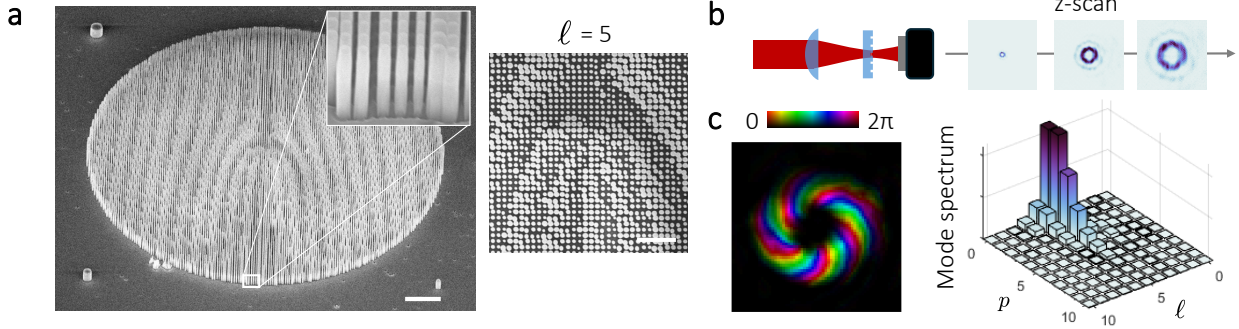 a
ℓ = 5
b
z-scan
c
0 2π
Mode spectrum
0
5
10
p
0
5
10
ℓ